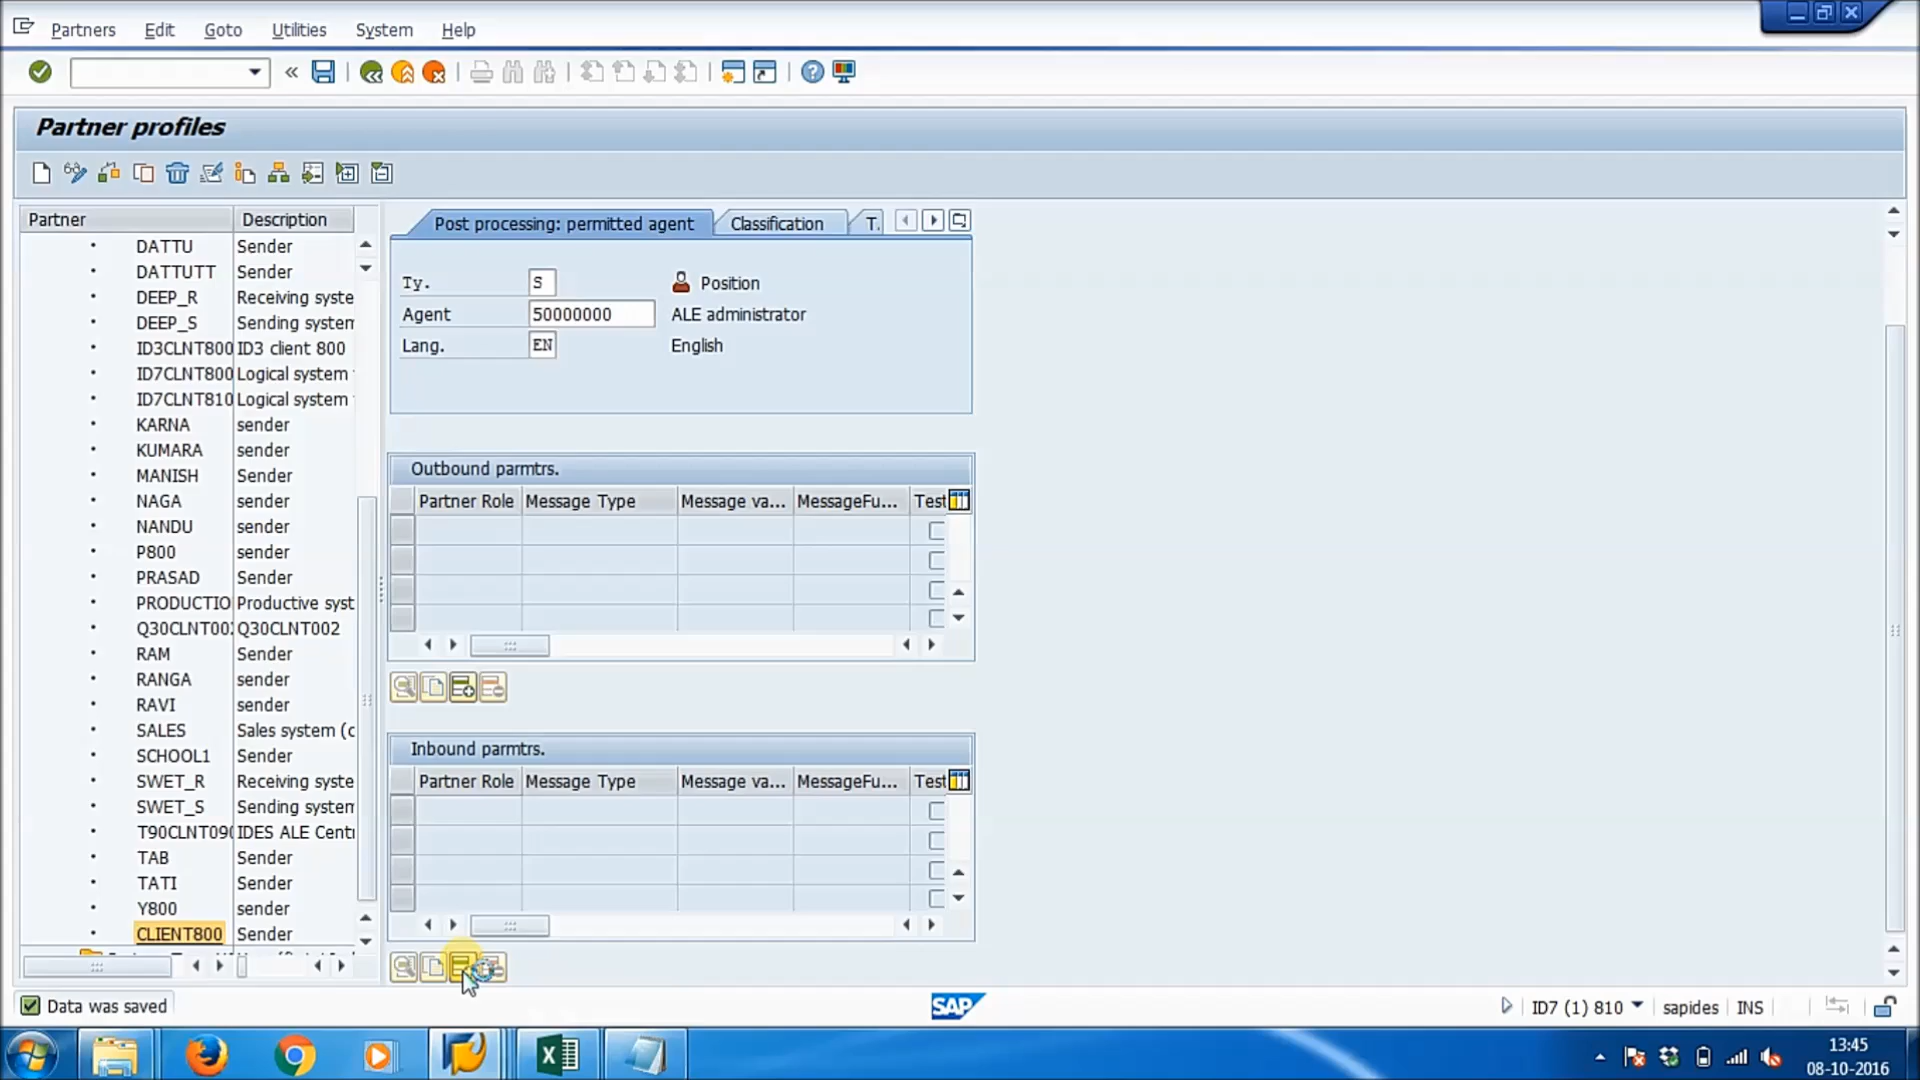 Partners Edit Goto Utilities System Help
Partner profiles
Partner Description
DATTU Sender
DATTUTT Sender
DEEP_R Receiving syste
DEEP_S Sending system
ID3CLNT800 ID3 client 800
ID7CLNT800 Logical system
ID7CLNT810 Logical system
KARNA sender
KUMARA sender
MANISH Sender
NAGA sender
NANDU sender
P800 sender
PRASAD Sender
PRODUCTIO Productive syst
Q30CLNT002 Q30CLNT002
RAM Sender
RANGA sender
RAVI sender
SALES Sales system (c
SCHOOL1 Sender
SWET_R Receiving syste
SWET_S Sending system
T90CLNT090 IDES ALE Centr
TAB Sender
TATI Sender
Y800 sender
CLIENT800 Sender
Post processing: permitted agent Classification T.
Ty. S Position
Agent 50000000 ALE administrator
Lang. EN English
Outbound parmtrs.
Partner Role Message Type Message va... MessageFu... Test
Inbound parmtrs.
Partner Role Message Type Message va... MessageFu... Test
Data was saved
SAP
ID7 (1) 810 sapides INS
13:45
08-10-2016